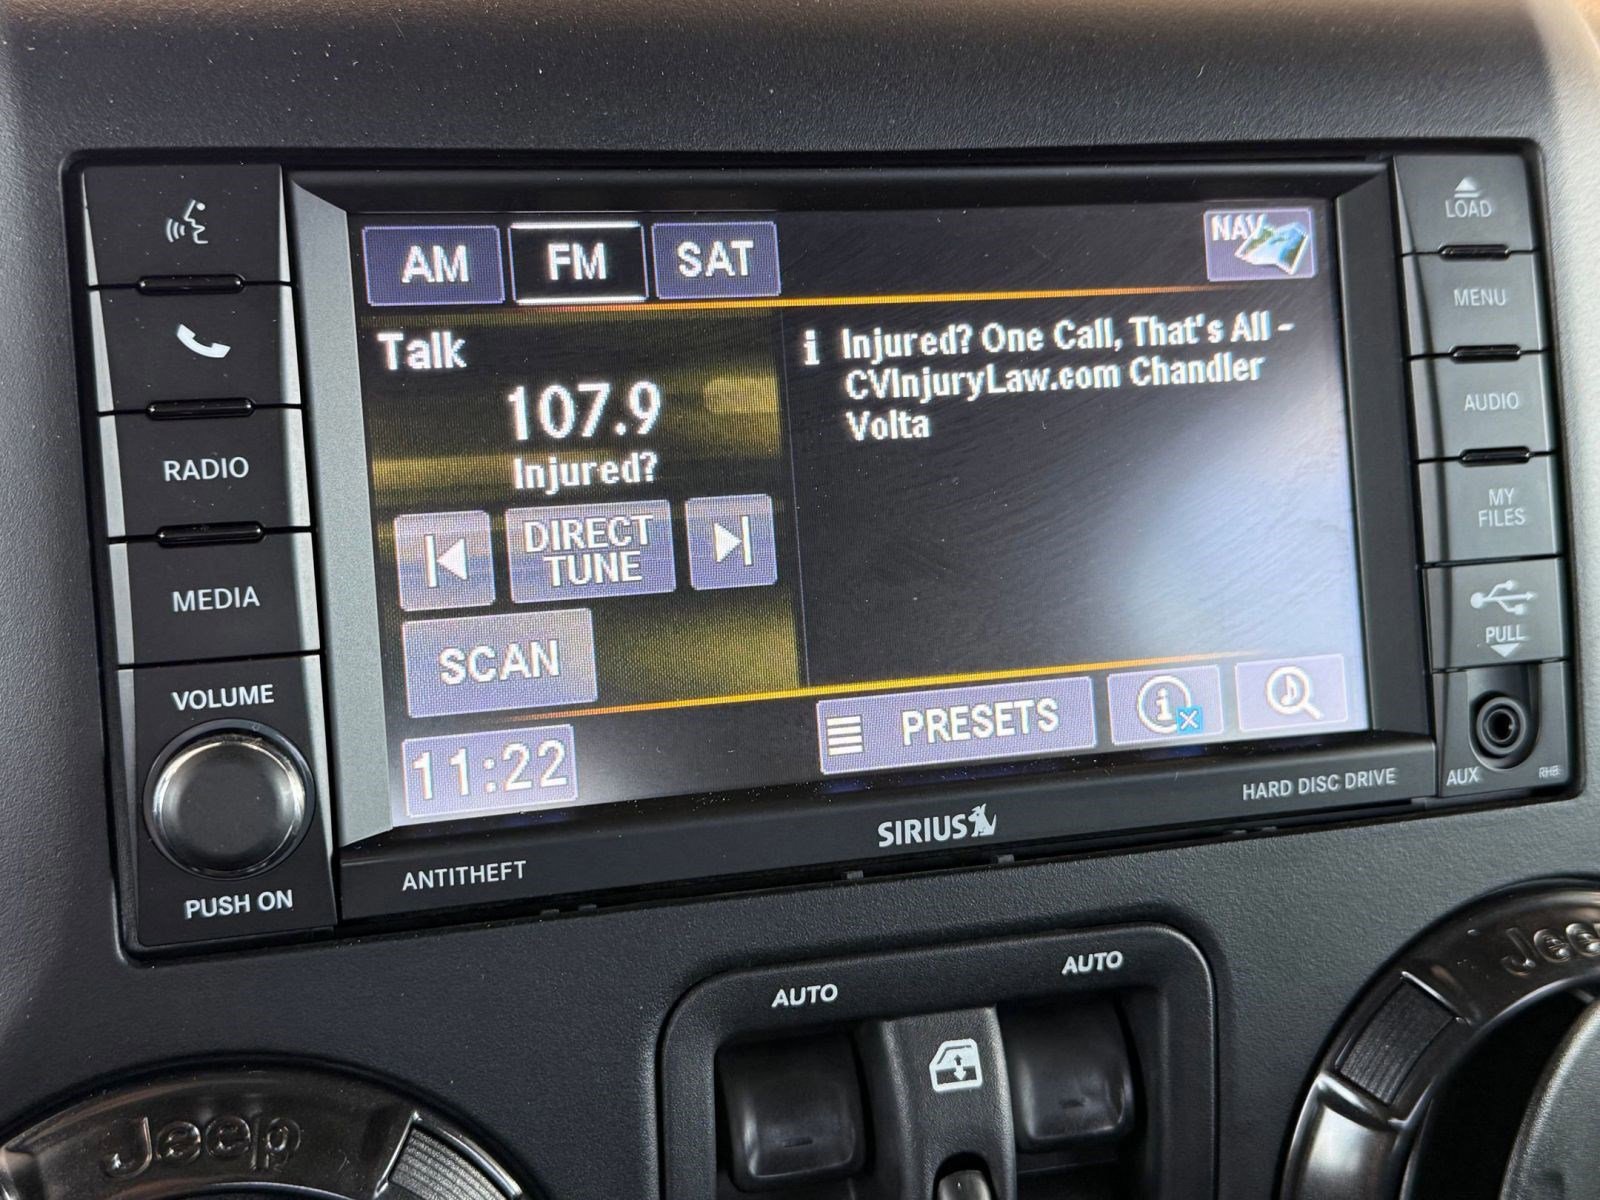 AM
FM
SAT
NAV
Talk
107.9
Injured?
DIRECT
TUNE
SCAN
11:22
i Injured? One Call, That's All -
CVInjuryLaw.com Chandler
Volta
PRESETS
i
RADIO
MEDIA
VOLUME
PUSH ON
LOAD
MENU
AUDIO
MY
FILES
PULL
AUX
RHB
ANTITHEFT
SIRIUS
HARD DISC DRIVE
AUTO
AUTO
Jeep
Jeep